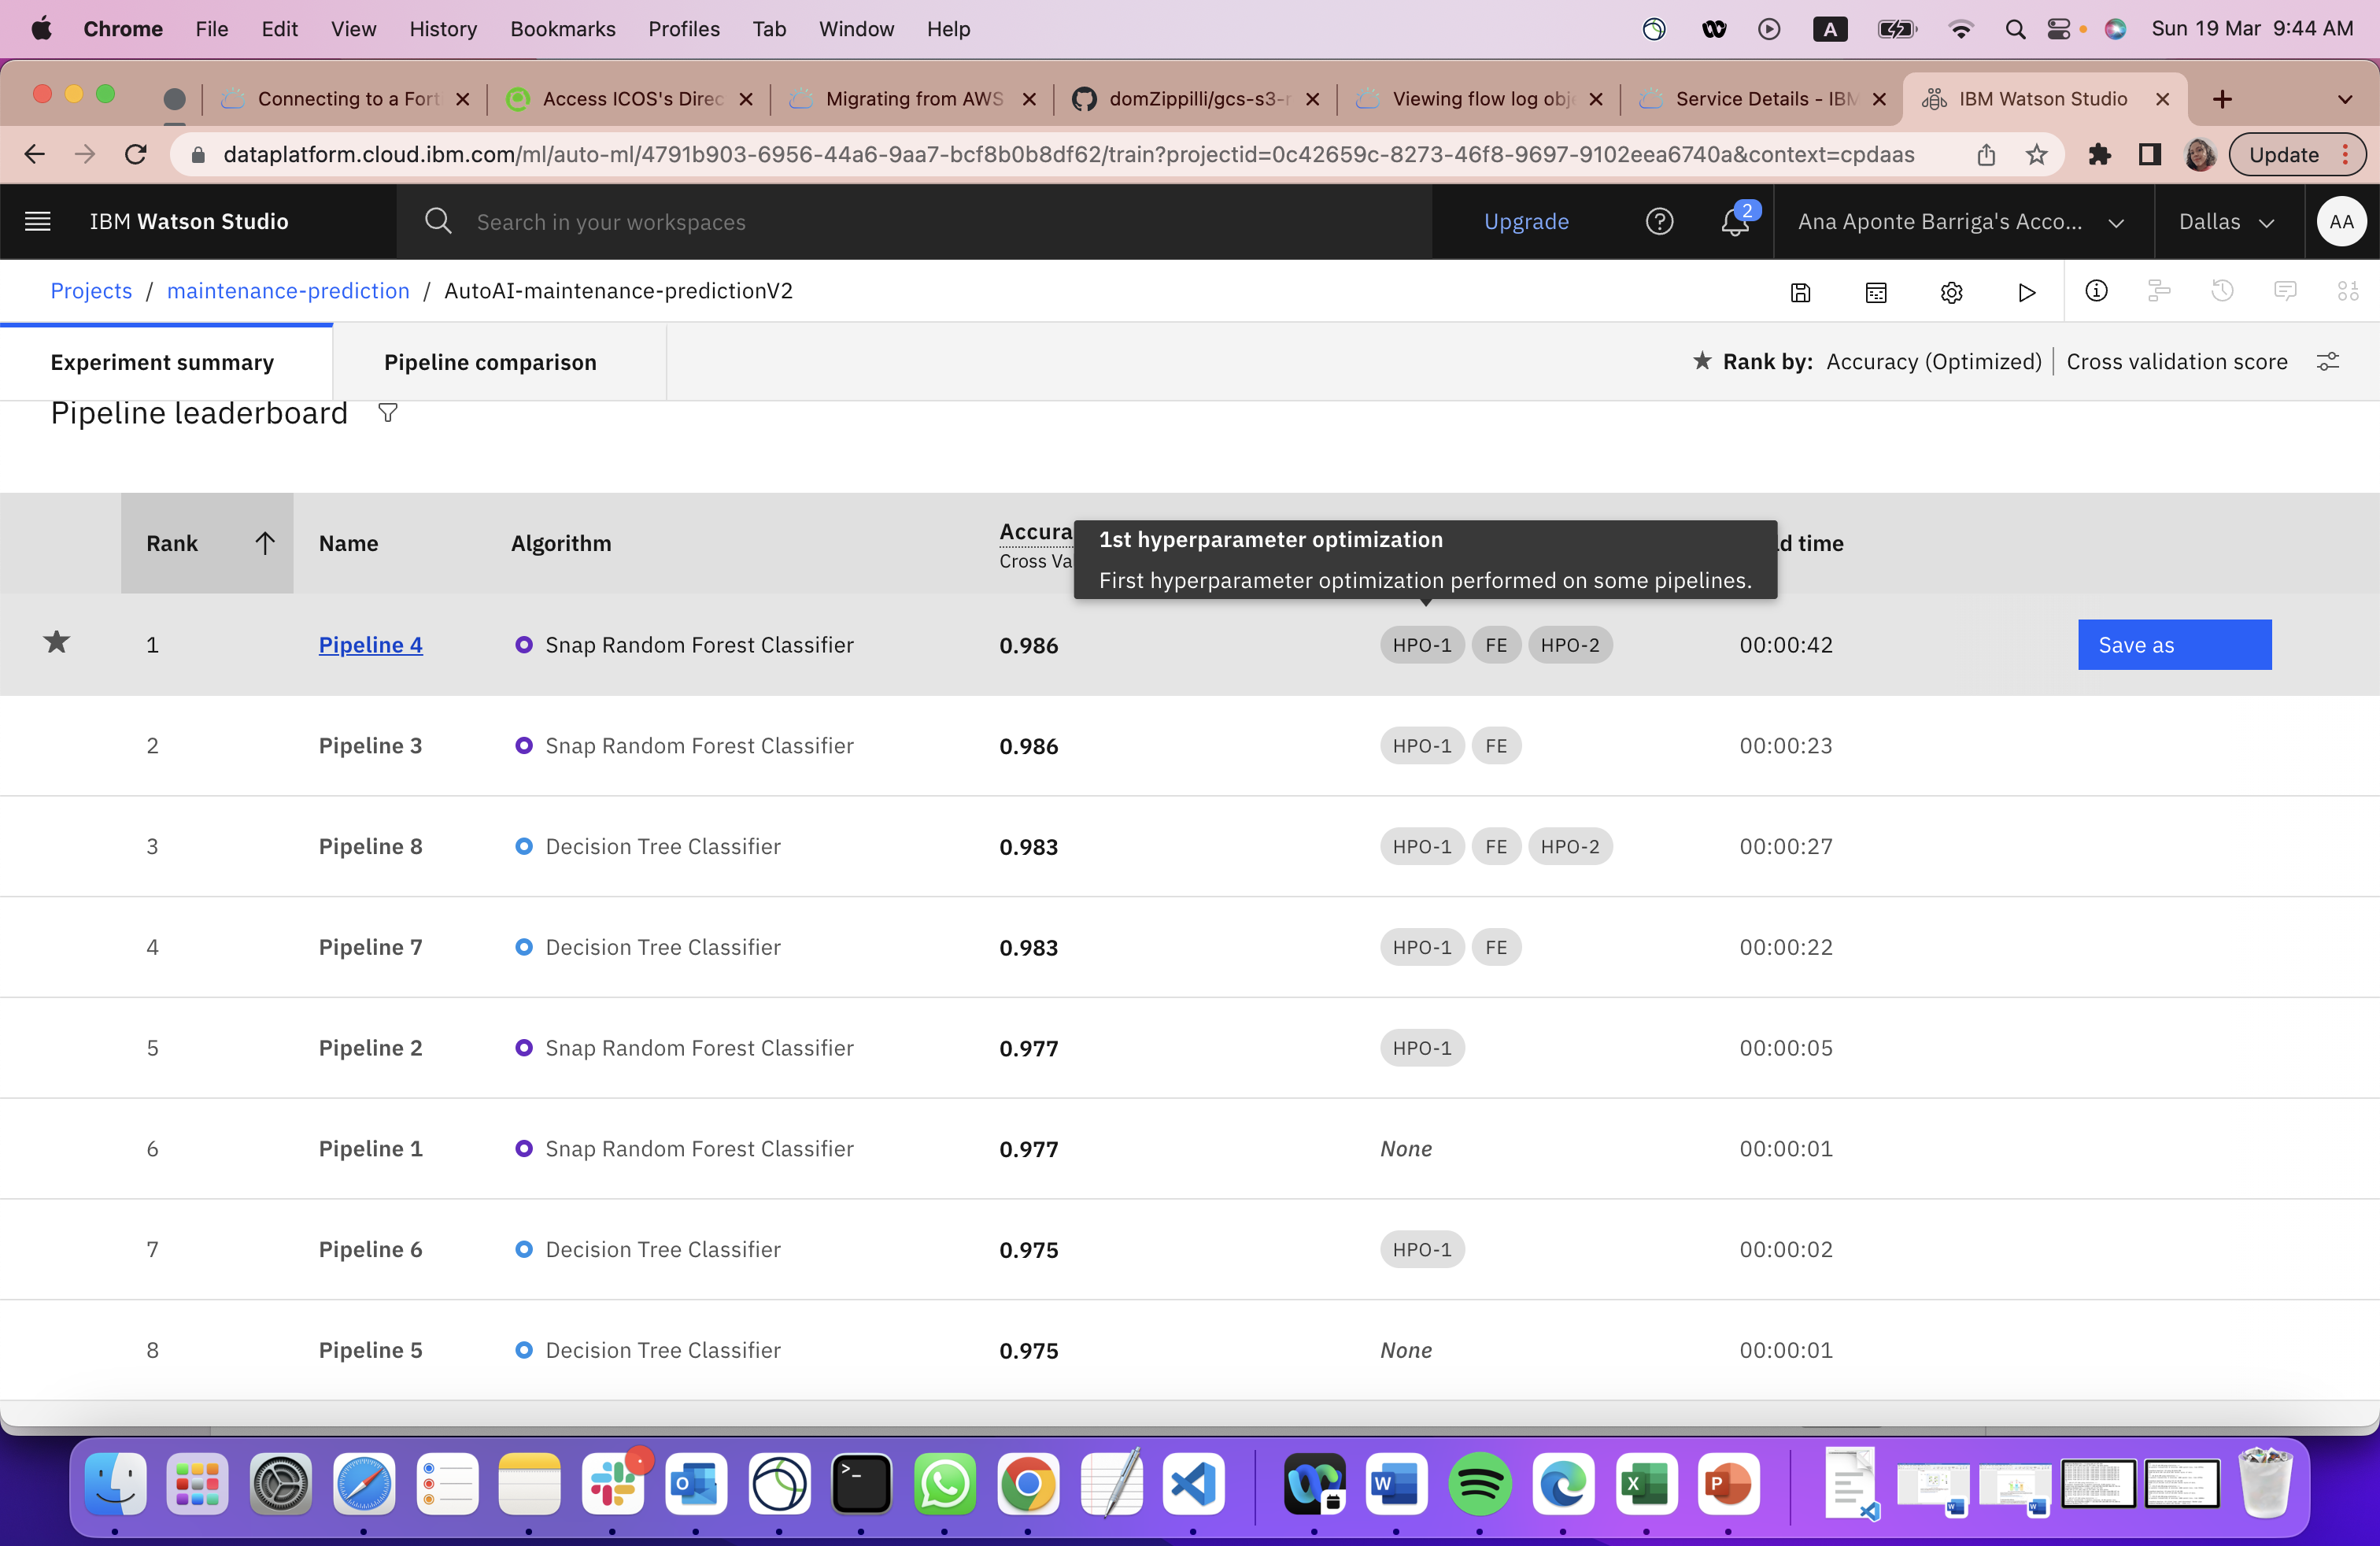 Chrome File Edit View History Bookmarks Profiles Tab Window Help A Sun 19 Mar 9:44 AM
Connecting to a Fort Access ICOS's Direc Migrating from AWS domZippilli/gcs-s3-r Viewing flow log obje Service Details - IBM IBM Watson Studio
dataplatform.cloud.ibm.com/ml/auto-ml/4791b903-6956-44a6-9aa7-bcf8b0b8df62/train?projectid=0c42659c-8273-46f8-9697-9102eea6740a&context=cpdaas Update
IBM Watson Studio Search in your workspaces Upgrade 2 Ana Aponte Barriga's Acco... Dallas AA
Projects / maintenance-prediction / AutoAI-maintenance-predictionV2
Experiment summary Pipeline comparison Rank by: Accuracy (Optimized) | Cross validation score
Pipeline leaderboard
Rank Name Algorithm Accura d time
Cross Va
1st hyperparameter optimization
First hyperparameter optimization performed on some pipelines.
1 Pipeline 4 Snap Random Forest Classifier 0.986 HPO-1 FE HPO-2 00:00:42 Save as
2 Pipeline 3 Snap Random Forest Classifier 0.986 HPO-1 FE 00:00:23
3 Pipeline 8 Decision Tree Classifier 0.983 HPO-1 FE HPO-2 00:00:27
4 Pipeline 7 Decision Tree Classifier 0.983 HPO-1 FE 00:00:22
5 Pipeline 2 Snap Random Forest Classifier 0.977 HPO-1 00:00:05
6 Pipeline 1 Snap Random Forest Classifier 0.977 None 00:00:01
7 Pipeline 6 Decision Tree Classifier 0.975 HPO-1 00:00:02
8 Pipeline 5 Decision Tree Classifier 0.975 None 00:00:01